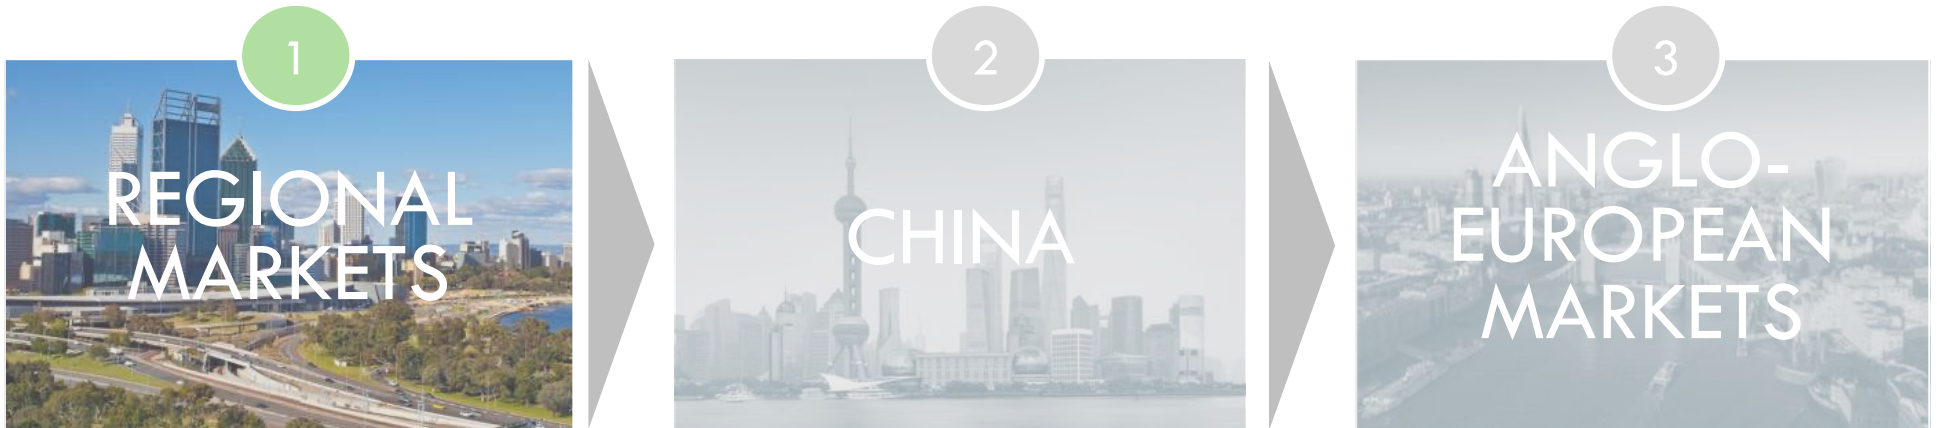 1
REGIONAL
MARKETS
2
CHINA
3
ANGLO-
EUROPEAN
MARKETS